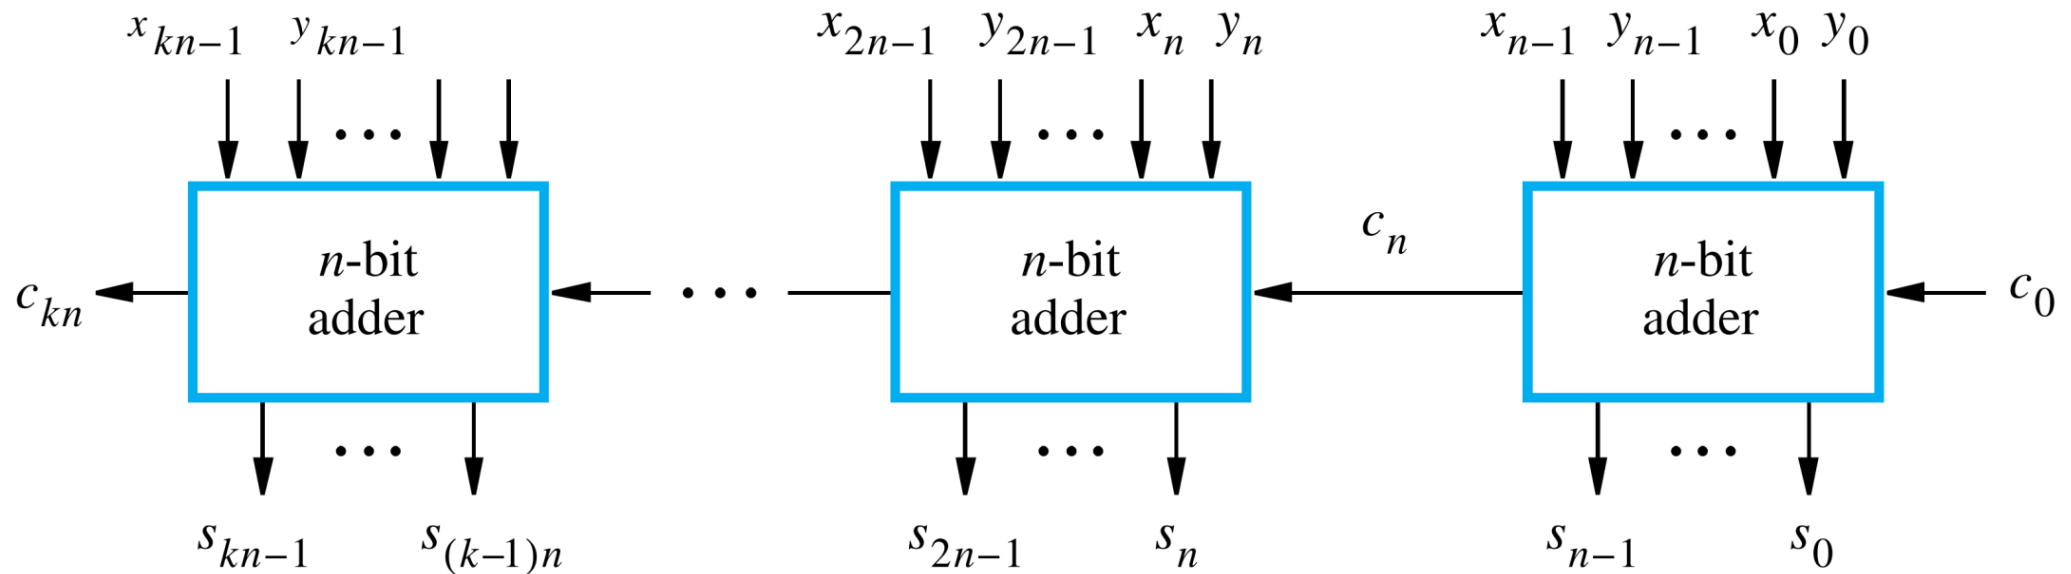 x_{kn−1} y_{kn−1} x_{2n−1} y_{2n−1} x_n y_n x_{n−1} y_{n−1} x_0 y_0
... ... ...
c_n
n-bit n-bit n-bit
c_{kn} ... c_0
adder adder adder
... ... ...
s_{kn−1} s_{(k−1)n} s_{2n−1} s_n s_{n−1} s_0